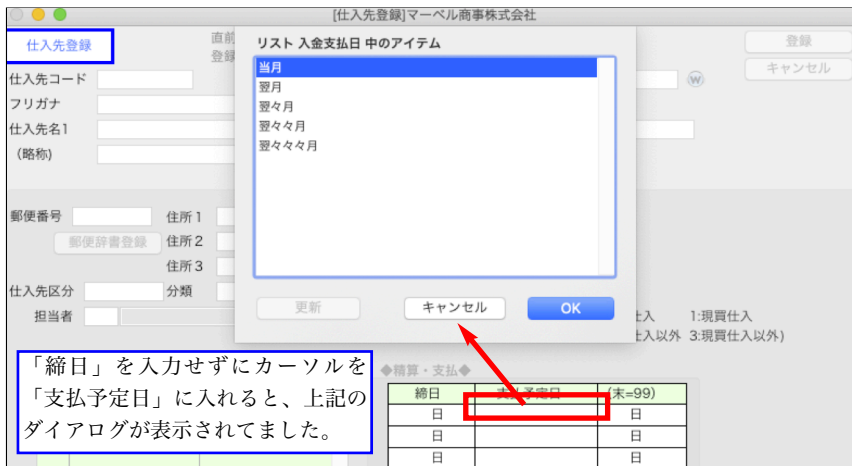 [仕入先登録]マーベル商事株式会社
仕入先登録
直前
登録
登録
キャンセル
リスト 入金支払日 中のアイテム
当月
翌月
翌々月
翌々々月
翌々々々月
更新
キャンセル
OK
仕入先コード
フリガナ
仕入先名1
(略称)
郵便番号
住所1
郵便辞書登録
住所2
住所3
仕入先区分
分類
担当者
仕入 1:現買仕入
仕入以外 3:現買仕入以外)
「締日」を入力せずにカーソルを
「支払予定日」に入れると、上記の
ダイアログが表示されてました。
◆精算・支払◆
締日 支払予定日 (末=99)
日 日
日 日
日 日